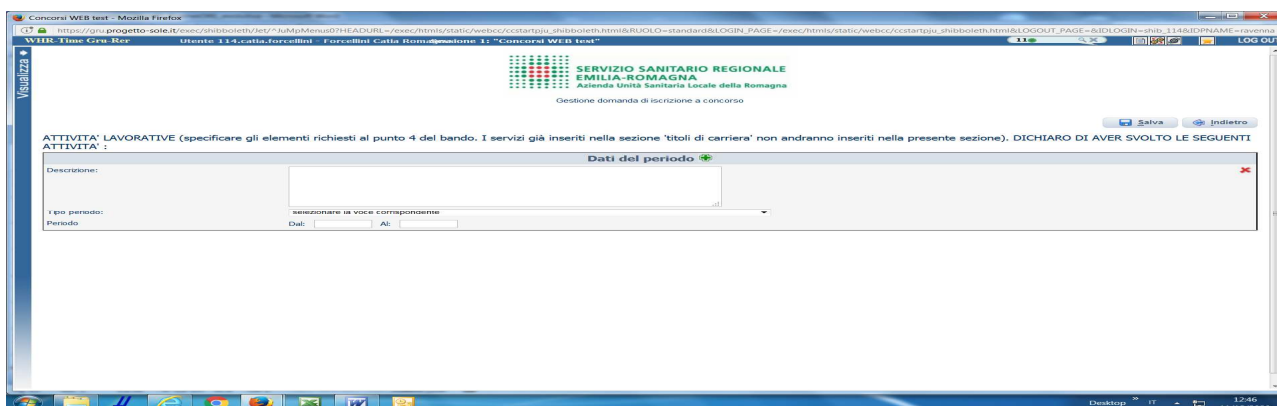 Concorsi WEB test - Mozilla Firefox
https://gru.progetto-sole.it/exec/shibboleth/Jet/^JuMpMenus0?HEADURL=/exec/htmls/static/webcc/ccstartpju_shibboleth.html&RUOLO=standard&LOGIN_PAGE=/exec/htmls/static/webcc/ccstartpju_shibboleth.html&LOGOUT_PAGE=&IDLOGIN=shib_114&IDPNAME=ravenna
WHR-Time Gru-Rer Utente 114.catia.forcellini - Forcellini Catia 1: "Concorsi WEB test" 11 LOG OU
Visualizza
SERVIZIO SANITARIO REGIONALE
EMILIA-ROMAGNA
Azienda Unità Sanitaria Locale della Romagna
Gestione domanda di iscrizione a concorso
Salva Indietro
ATTIVITA' LAVORATIVE (specificare gli elementi richiesti al punto 4 del bando. I servizi già inseriti nella sezione 'titoli di carriera' non andranno inseriti nella presente sezione). DICHIARO DI AVER SVOLTO LE SEGUENTI
ATTIVITA' :
Dati del periodo
Descrizione:
Tipo periodo: selezionare la voce corrispondente
Periodo Dal: Al:
Desktop IT 12:46